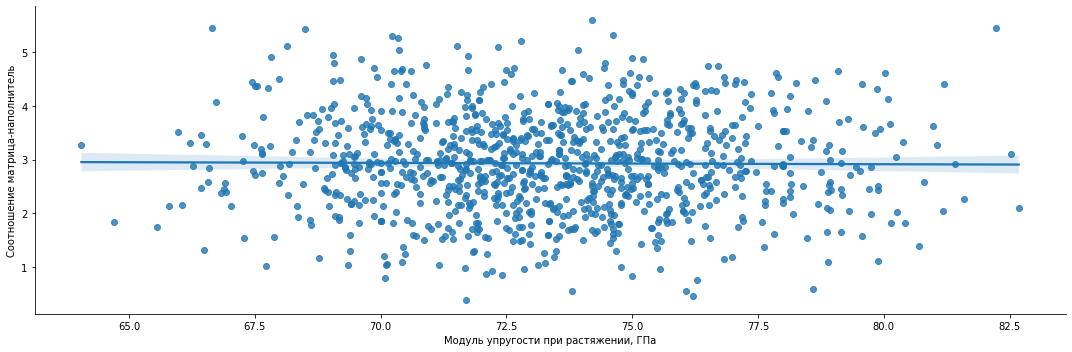 Соотношение матрица-наполнитель
5
4
3
2
1
65.0 67.5 70.0 72.5 75.0 77.5 80.0 82.5
Модуль упругости при растяжении, ГПа